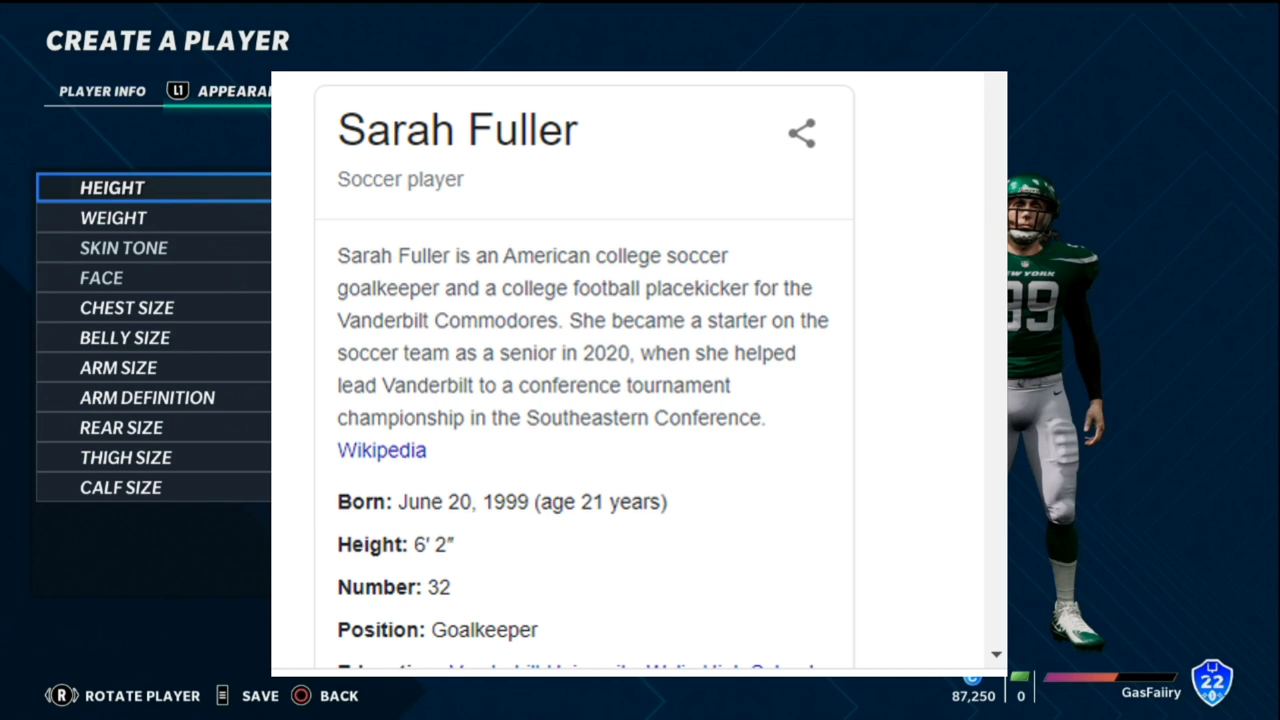 CREATE A PLAYER
PLAYER INFO L1 APPEARA
HEIGHT
WEIGHT
SKIN TONE
FACE
CHEST SIZE
BELLY SIZE
ARM SIZE
ARM DEFINITION
REAR SIZE
THIGH SIZE
CALF SIZE
Sarah Fuller
Soccer player
Sarah Fuller is an American college soccer
goalkeeper and a college football placekicker for the
Vanderbilt Commodores. She became a starter on the
soccer team as a senior in 2020, when she helped
lead Vanderbilt to a conference tournament
championship in the Southeastern Conference.
Wikipedia
Born: June 20, 1999 (age 21 years)
Height: 6′ 2″
Number: 32
Position: Goalkeeper
EW YORK
99
R ROTATE PLAYER SAVE BACK
C
87,250 0
GasFaiiry
22